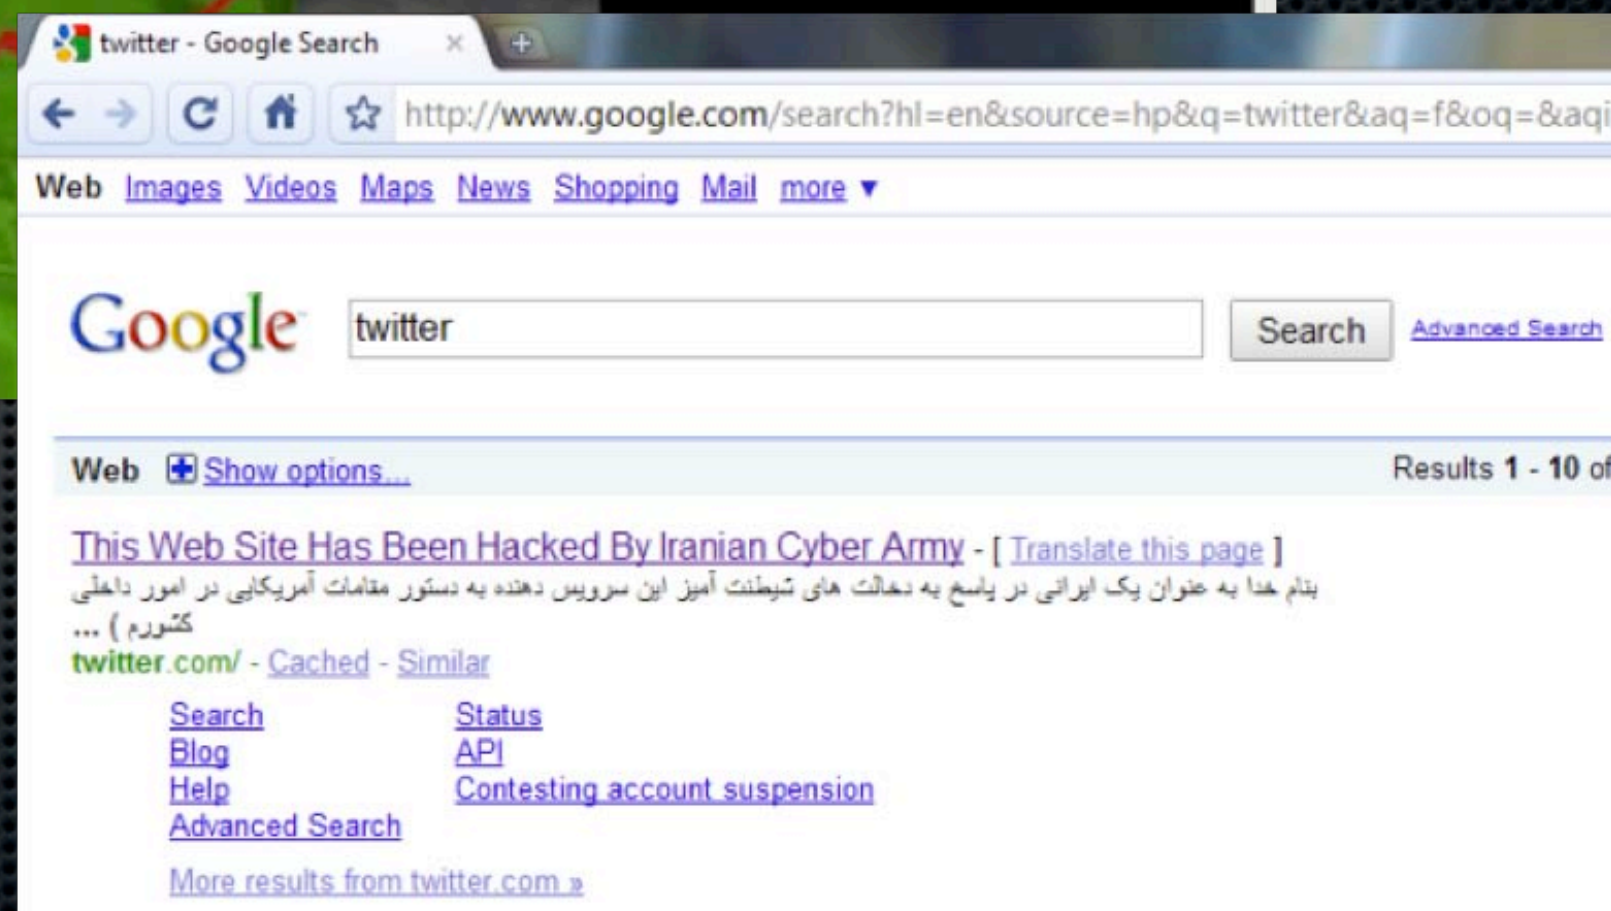 twitter - Google Search
http://www.google.com/search?hl=en&source=hp&q=twitter&aq=f&oq=&aqi
Web Images Videos Maps News Shopping Mail more ▼
Google twitter Search Advanced Search
Web Show options... Results 1 - 10 of
This Web Site Has Been Hacked By Iranian Cyber Army - [ Translate this page ]
بنام خدا به عنوان یک ایرانی در پاسخ به دخالت های شیطنت آمیز این سرویس دهنده به دستور مقامات آمریکایی در امور داخلی
کشورم ) ...
twitter.com/ - Cached - Similar
Search Status
Blog API
Help Contesting account suspension
Advanced Search
More results from twitter.com »